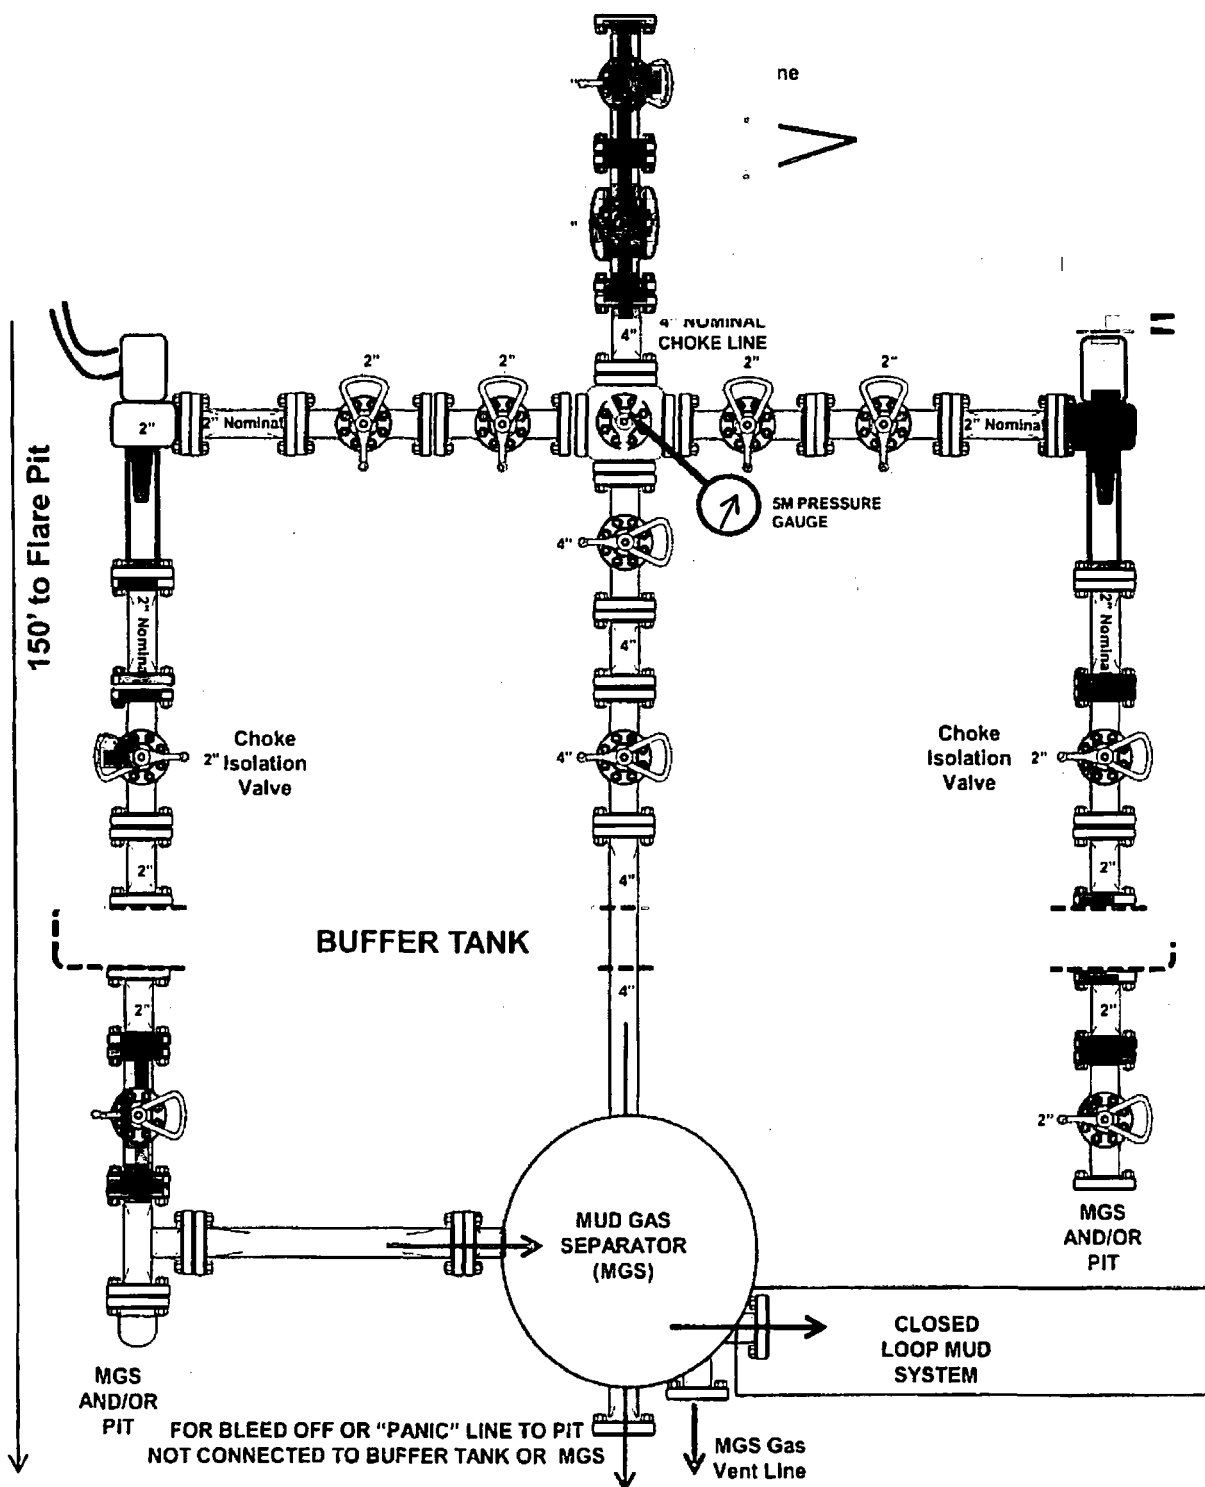 ne
4"
4" NOMINAL
CHOKE LINE
2"
2"
2"
2"
2"
2" Nominal
2" Nominal
5M PRESSURE
GAUGE
4"
150' to Flare Pit
2" Nominal
4"
2" Nominal
Choke
2" Isolation
Valve
4"
Choke
Isolation 2"
Valve
2"
4"
2"
BUFFER TANK
2"
4"
2"
2"
MUD GAS
SEPARATOR
(MGS)
MGS
AND/OR
PIT
CLOSED
LOOP MUD
SYSTEM
MGS
AND/OR
PIT
FOR BLEED OFF OR "PANIC" LINE TO PIT
NOT CONNECTED TO BUFFER TANK OR MGS
MGS Gas
Vent Line